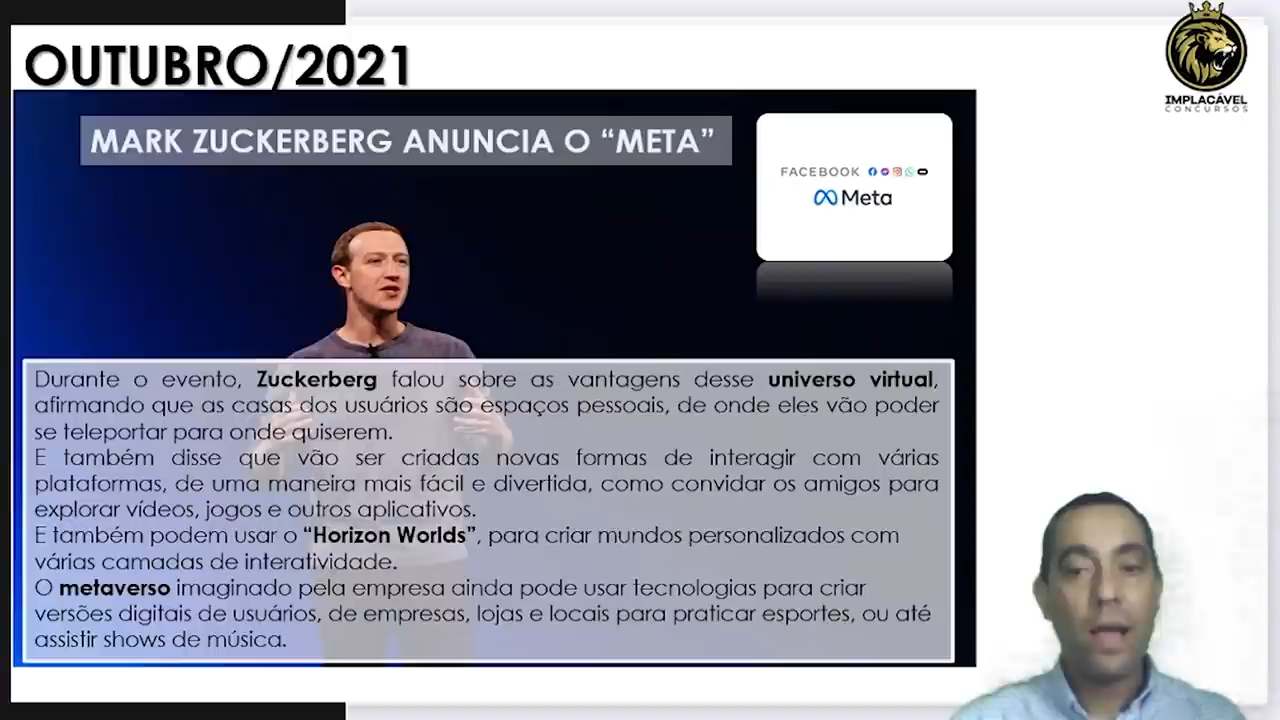 OUTUBRO/2021
IMPLACÁVEL
CONCURSOS
MARK ZUCKERBERG ANUNCIA O “META”
FACEBOOK
Meta
Durante o evento, Zuckerberg falou sobre as vantagens desse universo virtual,
afirmando que as casas dos usuários são espaços pessoais, de onde eles vão poder
se teleportar para onde quiserem.
E também disse que vão ser criadas novas formas de interagir com várias
plataformas, de uma maneira mais fácil e divertida, como convidar os amigos para
explorar vídeos, jogos e outros aplicativos.
E também podem usar o “Horizon Worlds”, para criar mundos personalizados com
várias camadas de interatividade.
O metaverso imaginado pela empresa ainda pode usar tecnologias para criar
versões digitais de usuários, de empresas, lojas e locais para praticar esportes, ou até
assistir shows de música.